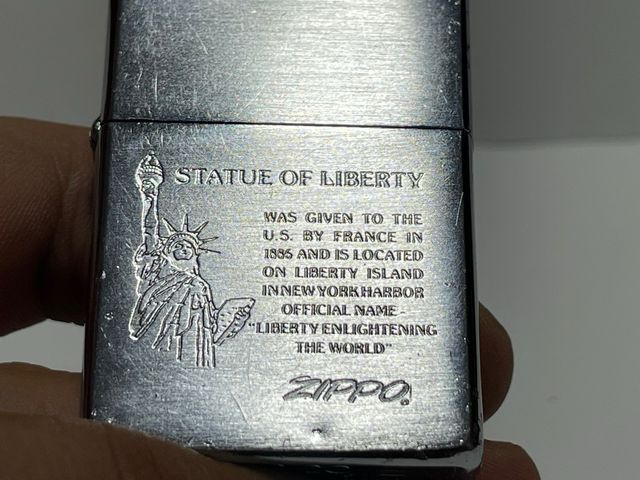 STATUE OF LIBERTY
WAS GIVEN TO THE
U.S. BY FRANCE IN
1886 AND IS LOCATED
ON LIBERTY ISLAND
IN NEW YORK HARBOR
OFFICIAL NAME -
"LIBERTY ENLIGHTENING
THE WORLD"
ZIPPO